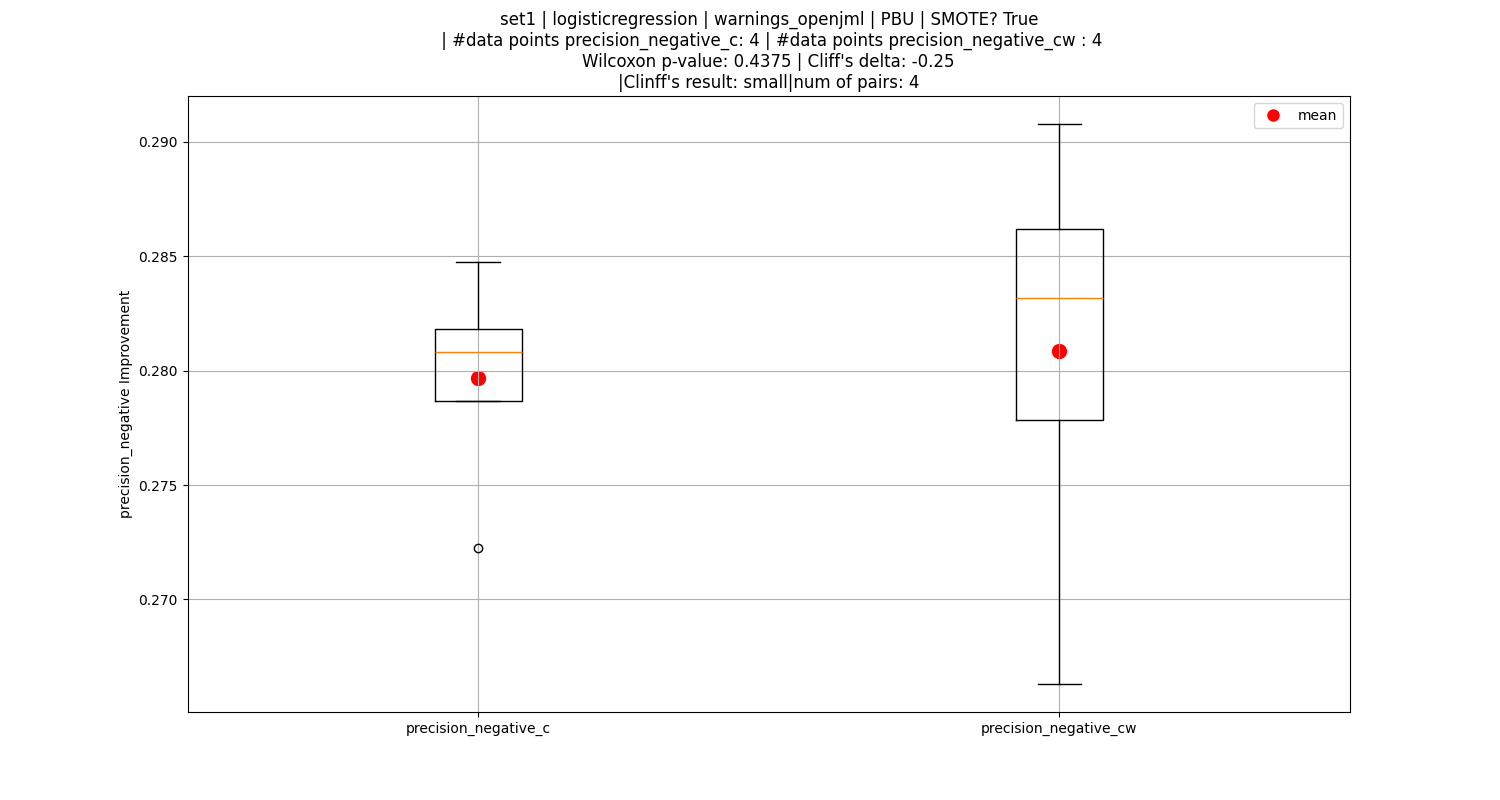 set1 | logisticregression | warnings_openjml | PBU | SMOTE? True
| #data points precision_negative_c: 4 | #data points precision_negative_cw : 4
Wilcoxon p-value: 0.4375 | Cliff's delta: -0.25
|Clinff's result: small|num of pairs: 4
mean
0.290
0.285
0.280
0.275
0.270
precision_negative Improvement
precision_negative_c
precision_negative_cw